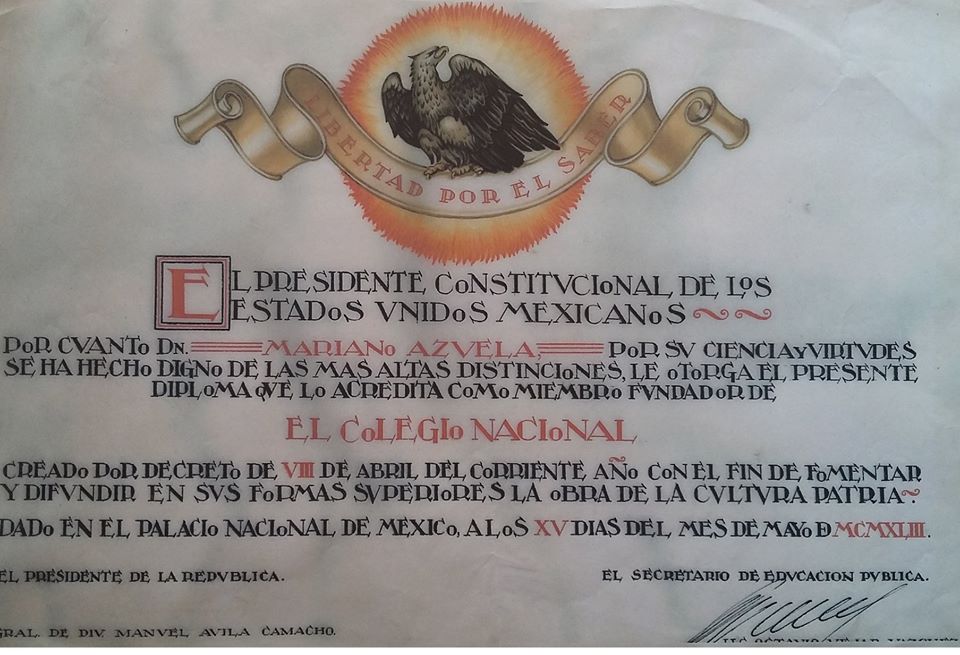 LIBERTAD POR EL SABER
EL PRESIDENTE CONSTITVCIONAL DE LOS
ESTADOS VNIDOS MEXICANOS
POR CVANTO DN. MARIANO AZVELA, POR SV CIENCIA Y VIRTVDES
SE HA HECHO DIGNO DE LAS MAS ALTAS DISTINCIONES, LE OTORGA EL PRESENTE
DIPLOMA QVE LO ACREDITA COMO MIEMBRO FVNDADOR DE
EL COLEGIO NACIONAL
CREADO POR DECRETO DE VIII DE ABRIL DEL CORRIENTE AÑO CON EL FIN DE FOMENTAR
Y DIFVNDIR EN SVS FORMAS SVPERIORES LA OBRA DE LA CVLTVRA PATRIA
DADO EN EL PALACIO NACIONAL DE MEXICO, A LOS XV DIAS DEL MES DE MAYO D MCMXLIII.
EL PRESIDENTE DE LA REPVBLICA.
EL SECRETARIO DE EDVCACION PVBLICA.
GRAL. DE DIV. MANVEL AVILA CAMACHO.